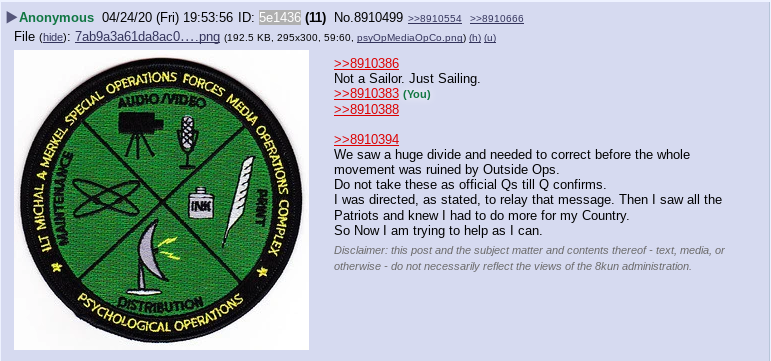 Anonymous 04/24/20 (Fri) 19:53:56 ID: 5e1436 (11) No.8910499 >>8910554 >>8910666
File (hide): 7ab9a3a61da8ac0….png (192.5 KB, 295x300, 59:60, psyOpMediaOpCo.png) (h) (u)
1LT MICHAL A· MERKEL SPECIAL OPERATIONS FORCES MEDIA OPERATIONS COMPLEX
AUDIO/VIDEO
MAINTENANCE
INK
PRINT
DISTRIBUTION
PSYCHOLOGICAL OPERATIONS
>>8910386
Not a Sailor. Just Sailing.
>>8910383 (You)
>>8910388
>>8910394
We saw a huge divide and needed to correct before the whole
movement was ruined by Outside Ops.
Do not take these as official Qs till Q confirms.
I was directed, as stated, to relay that message. Then I saw all the
Patriots and knew I had to do more for my Country.
So Now I am trying to help as I can.
Disclaimer: this post and the subject matter and contents thereof - text, media, or
otherwise - do not necessarily reflect the views of the 8kun administration.